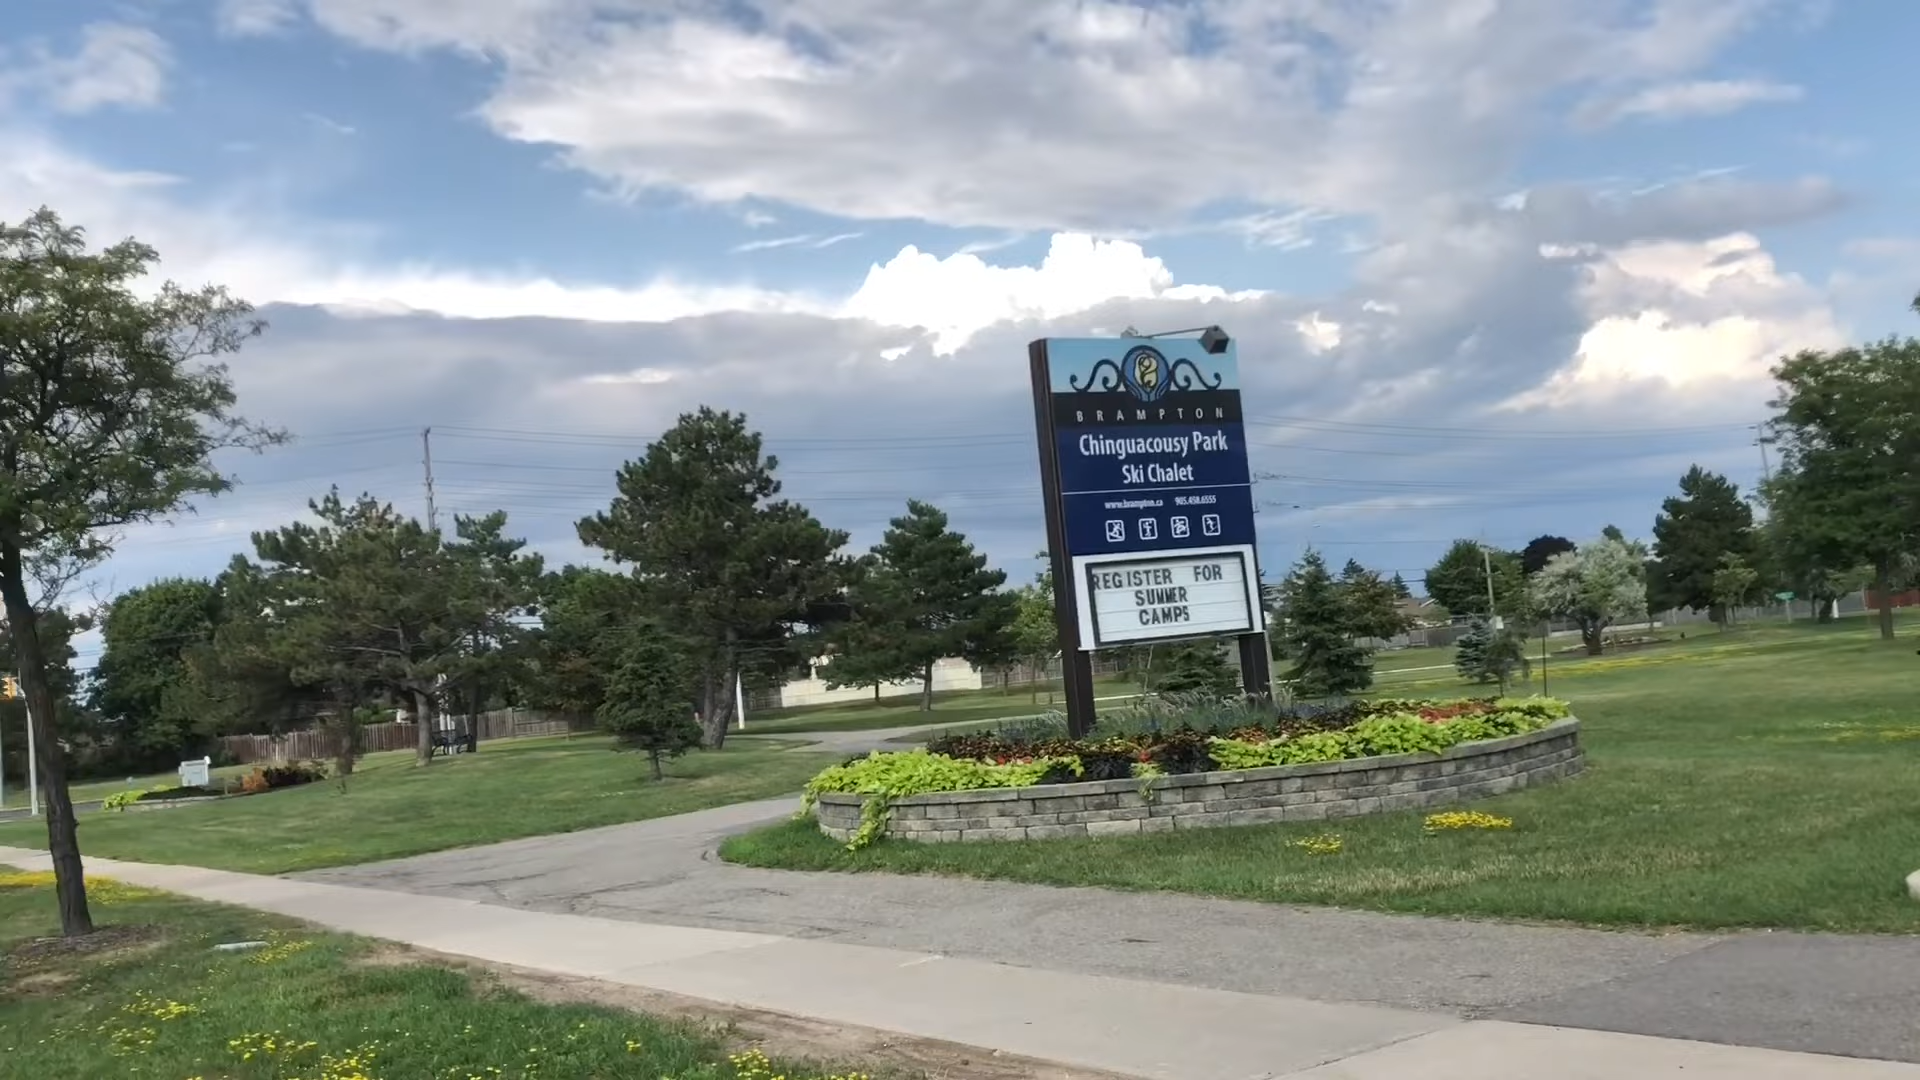 BRAMPTON
Chinguacousy Park
Ski Chalet
www.brampton.ca 905.458.6555
REGISTER FOR
SUMMER
CAMPS